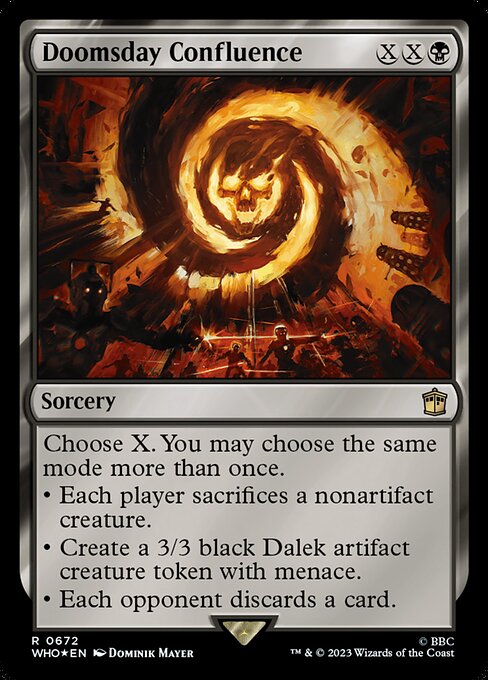 Doomsday Confluence XXB
Sorcery
Choose X. You may choose the same
mode more than once.
• Each player sacrifices a nonartifact
creature.
• Create a 3/3 black Dalek artifact
creature token with menace.
• Each opponent discards a card.
R 0672
© BBC
WHO★EN Dominik Mayer
™ & © 2023 Wizards of the Coast